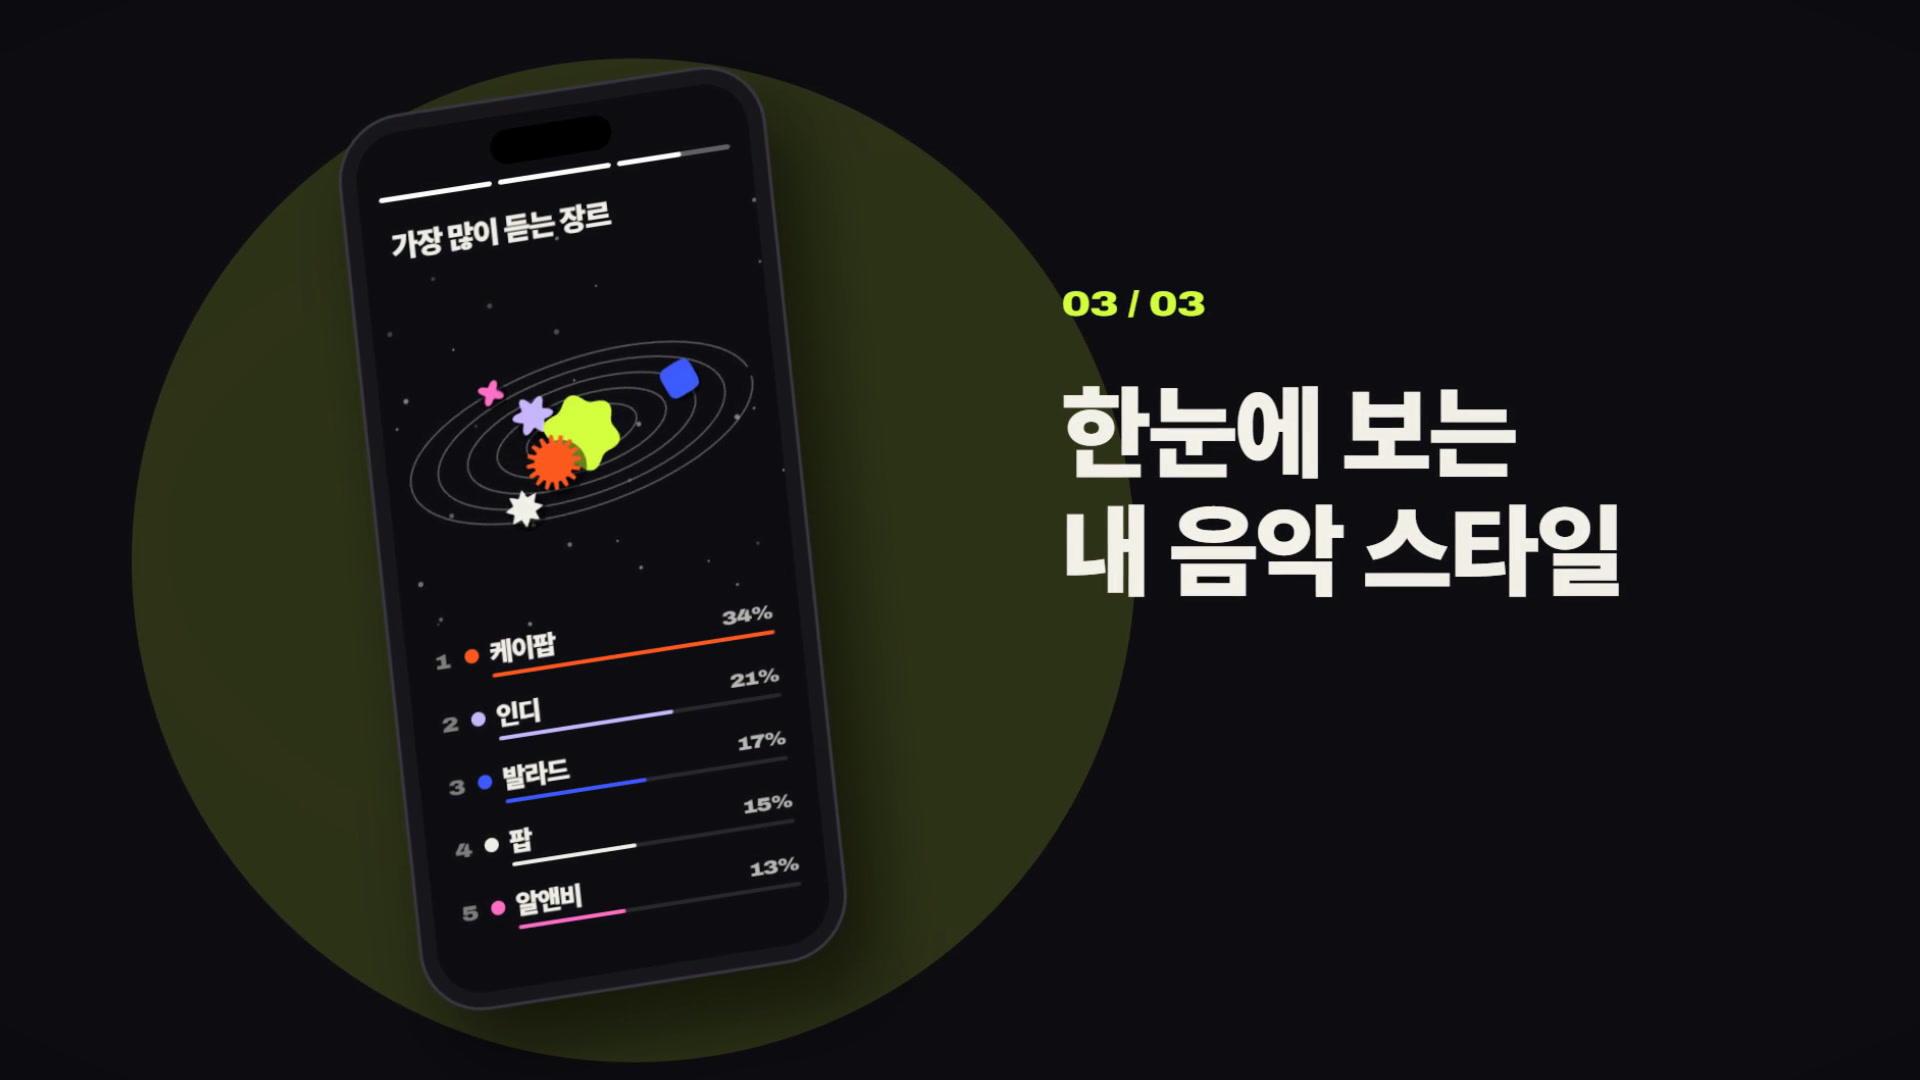 가장 많이 듣는 장르
34%
1 케이팝
21%
2 인디
17%
3 발라드
15%
4 팝
13%
5 알앤비
03 / 03
한눈에 보는
내 음악 스타일